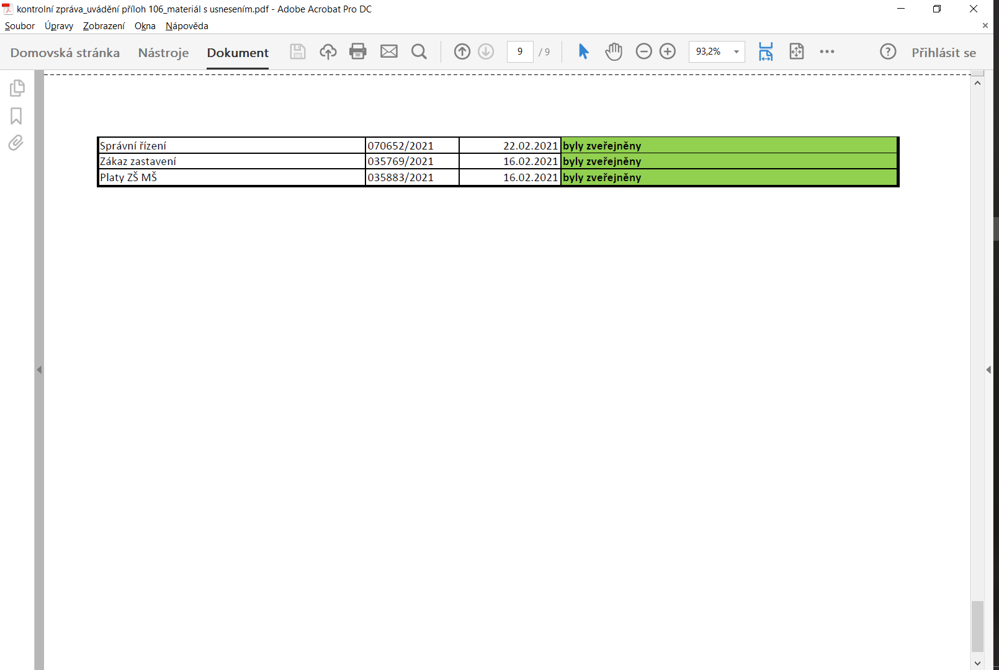 kontrolní zpráva_uvádění příloh 106_materiál s usnesením.pdf - Adobe Acrobat Pro DC
Soubor Úpravy Zobrazení Okna Nápověda
Domovská stránka Nástroje Dokument 9 / 9 93,2% Přihlásit se
Správní řízení 070652/2021 22.02.2021 byly zveřejněny
Zákaz zastavení 035769/2021 16.02.2021 byly zveřejněny
Platy ZŠ MŠ 035883/2021 16.02.2021 byly zveřejněny